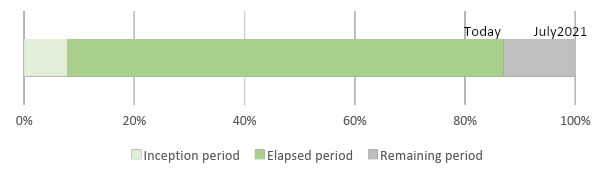 Today July2021
0% 20% 40% 60% 80% 100%
Inception period Elapsed period Remaining period